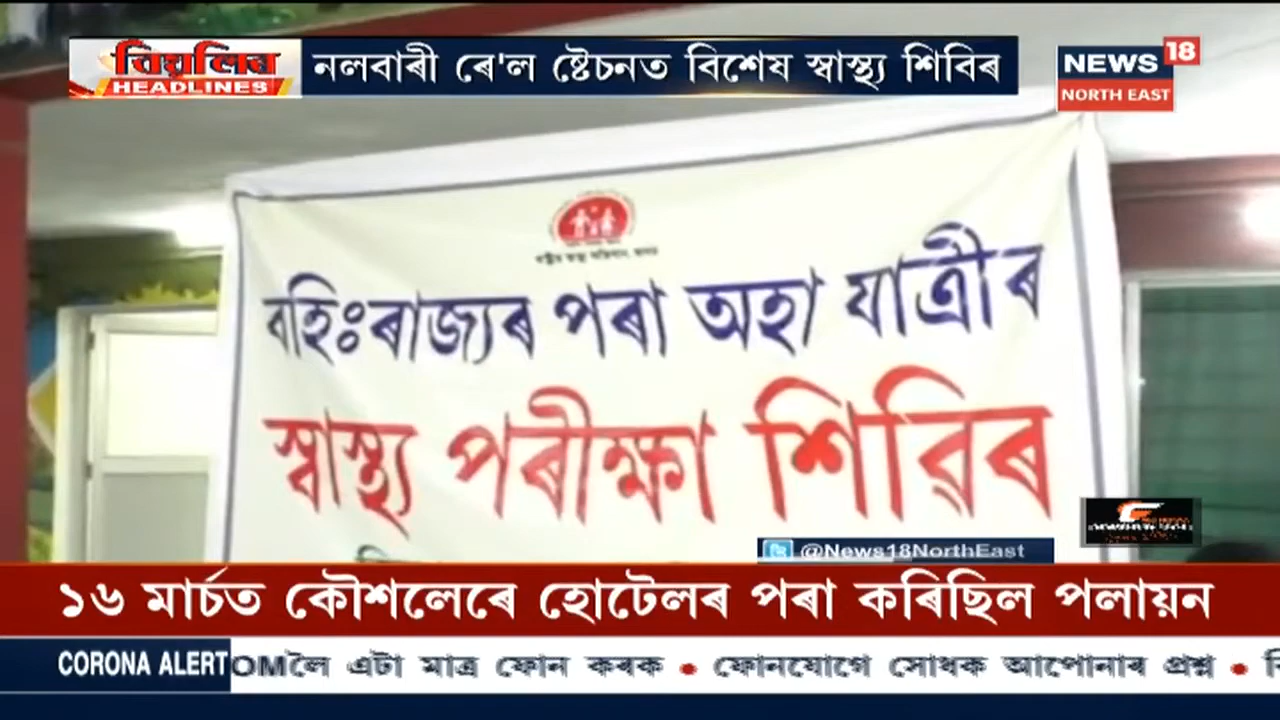 বিয়লিৰ
HEADLINES
নলবাৰী ৰে'ল ষ্টেচনত বিশেষ স্বাস্থ্য শিবিৰ
NEWS 18
NORTH EAST
বহিঃৰাজ্যৰ পৰা অহা যাত্ৰীৰ
স্বাস্থ্য পৰীক্ষা শিৱিৰ
@News18NorthEast
১৬ মাৰ্চত কৌশলেৰে হোটেলৰ পৰা কৰিছিল পলায়ন
CORONA ALERT
OMলৈ এটা মাত্ৰ ফোন কৰক • ফোনযোগে সোধক আপোনাৰ প্ৰশ্ন •